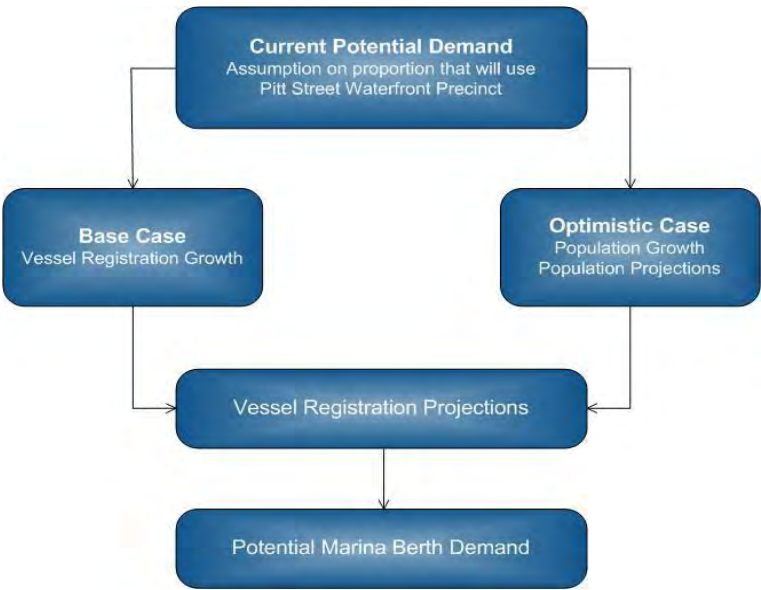 Current Potential Demand
Assumption on proportion that will use
Pitt Street Waterfront Precinct
Base Case
Vessel Registration Growth
Optimistic Case
Population Growth
Population Projections
Vessel Registration Projections
Potential Marina Berth Demand